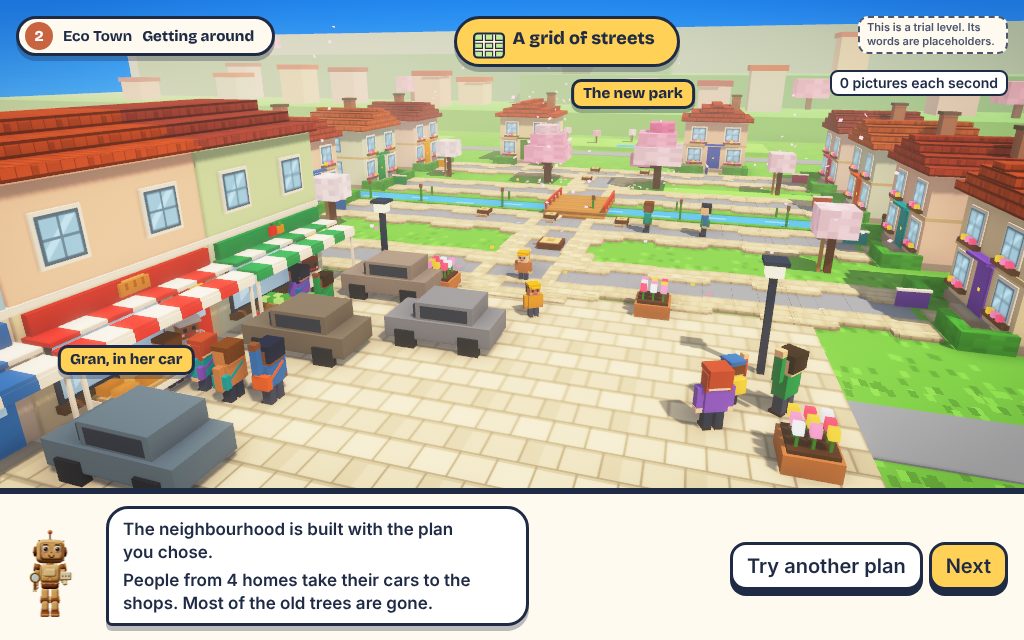 2 Eco Town Getting around
A grid of streets
This is a trial level. Its
words are placeholders.
0 pictures each second
The new park
Gran, in her car
The neighbourhood is built with the plan
you chose.
People from 4 homes take their cars to the
shops. Most of the old trees are gone.
Try another plan
Next